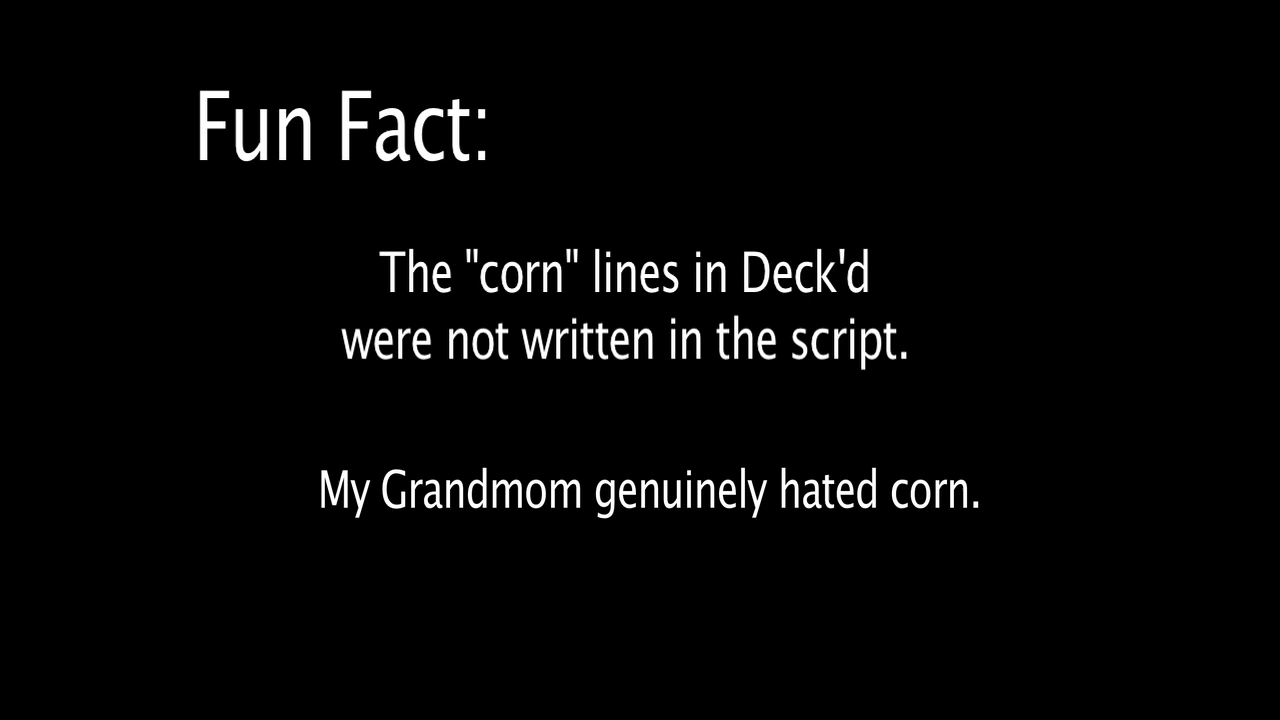 Fun Fact:
The "corn" lines in Deck'd
were not written in the script.
My Grandmom genuinely hated corn.